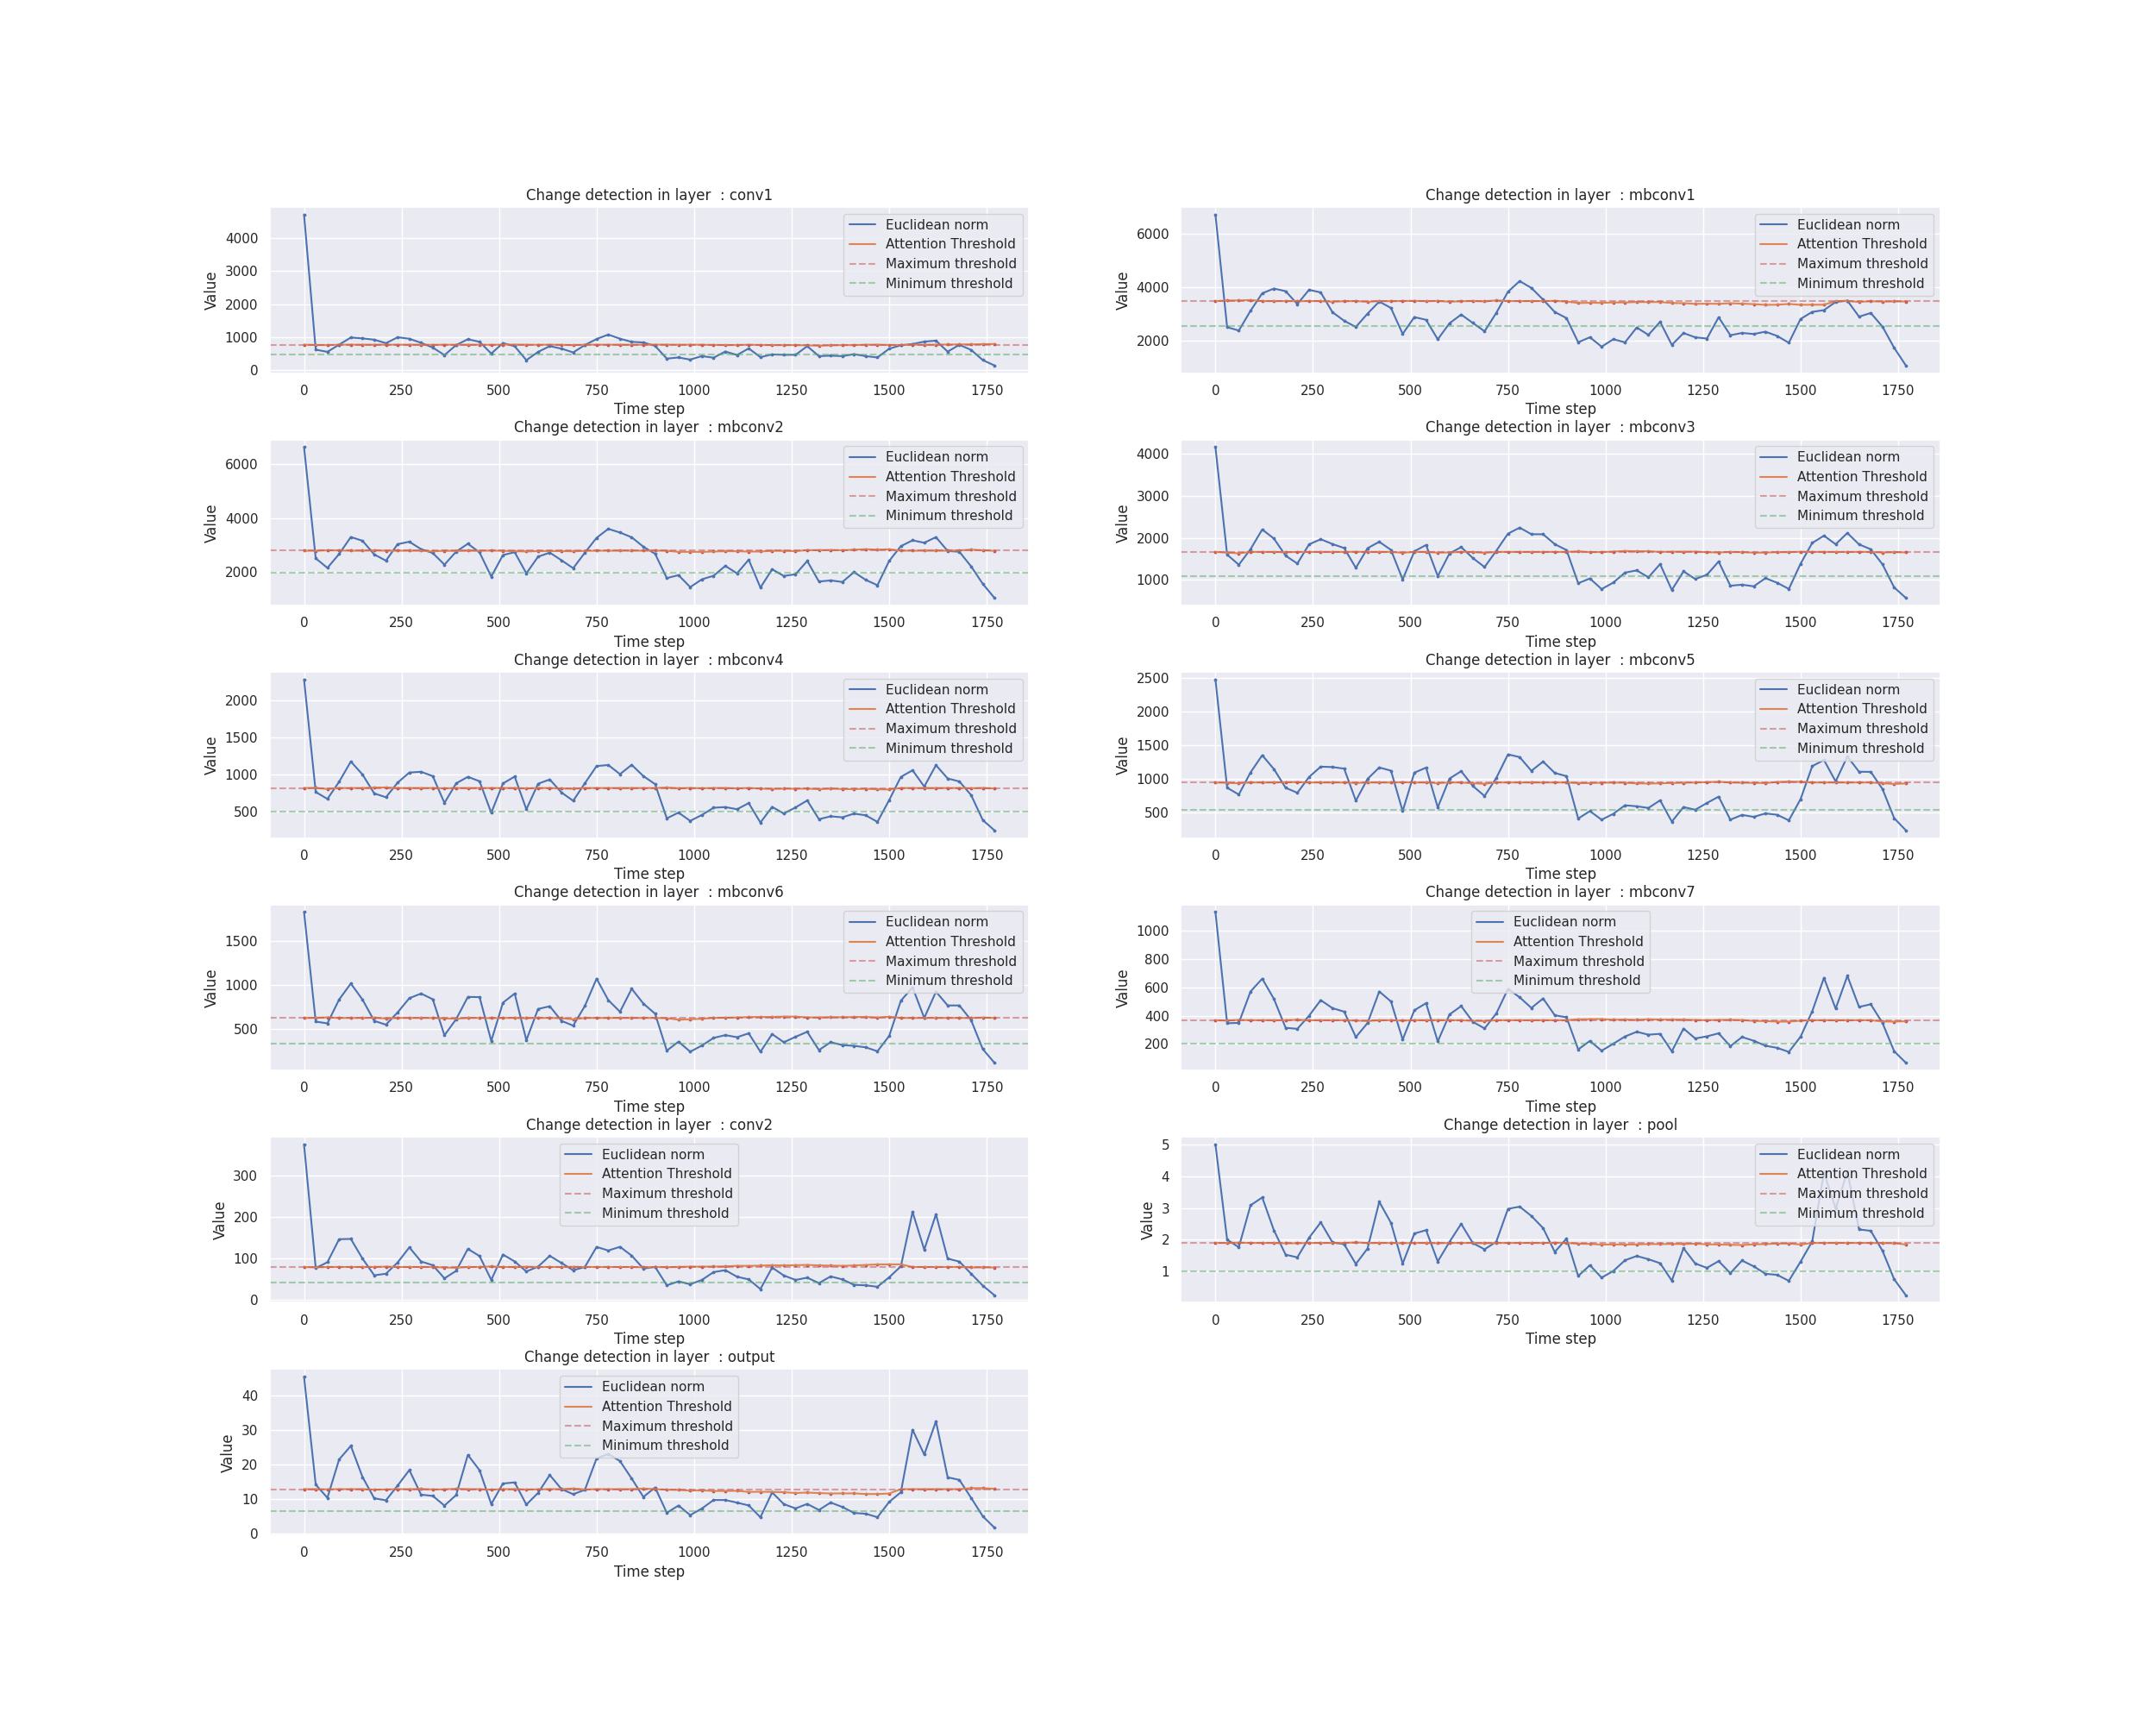 Change detection in layer  : conv1
Value
4000
3000
2000
1000
0
Euclidean norm
Attention Threshold
Maximum threshold
Minimum threshold
0 250 500 750 1000 1250 1500 1750
Time step
Change detection in layer  : mbconv1
Value
6000
4000
2000
Euclidean norm
Attention Threshold
Maximum threshold
Minimum threshold
0 250 500 750 1000 1250 1500 1750
Time step
Change detection in layer  : mbconv2
Value
6000
4000
2000
Euclidean norm
Attention Threshold
Maximum threshold
Minimum threshold
0 250 500 750 1000 1250 1500 1750
Time step
Change detection in layer  : mbconv3
Value
4000
3000
2000
1000
Euclidean norm
Attention Threshold
Maximum threshold
Minimum threshold
0 250 500 750 1000 1250 1500 1750
Time step
Change detection in layer  : mbconv4
Value
2000
1500
1000
500
Euclidean norm
Attention Threshold
Maximum threshold
Minimum threshold
0 250 500 750 1000 1250 1500 1750
Time step
Change detection in layer  : mbconv5
Value
2500
2000
1500
1000
500
Euclidean norm
Attention Threshold
Maximum threshold
Minimum threshold
0 250 500 750 1000 1250 1500 1750
Time step
Change detection in layer  : mbconv6
Value
1500
1000
500
Euclidean norm
Attention Threshold
Maximum threshold
Minimum threshold
0 250 500 750 1000 1250 1500 1750
Time step
Change detection in layer  : mbconv7
Value
1000
800
600
400
200
Euclidean norm
Attention Threshold
Maximum threshold
Minimum threshold
0 250 500 750 1000 1250 1500 1750
Time step
Change detection in layer  : conv2
Value
300
200
100
0
Euclidean norm
Attention Threshold
Maximum threshold
Minimum threshold
0 250 500 750 1000 1250 1500 1750
Time step
Change detection in layer  : pool
Value
5
4
3
2
1
Euclidean norm
Attention Threshold
Maximum threshold
Minimum threshold
0 250 500 750 1000 1250 1500 1750
Time step
Change detection in layer  : output
Value
40
30
20
10
0
Euclidean norm
Attention Threshold
Maximum threshold
Minimum threshold
0 250 500 750 1000 1250 1500 1750
Time step